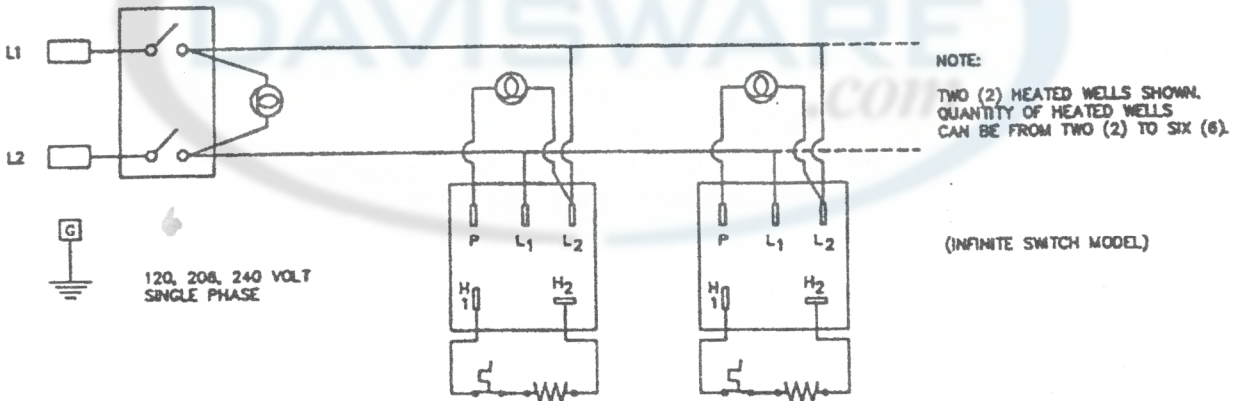 DAVISWARE
.com
L1
L2
G
120, 208, 240 VOLT
SINGLE PHASE
P L1 L2
H1 H2
P L1 L2
H1 H2
NOTE:
TWO (2) HEATED WELLS SHOWN.
QUANTITY OF HEATED WELLS
CAN BE FROM TWO (2) TO SIX (6).
(INFINITE SWITCH MODEL)